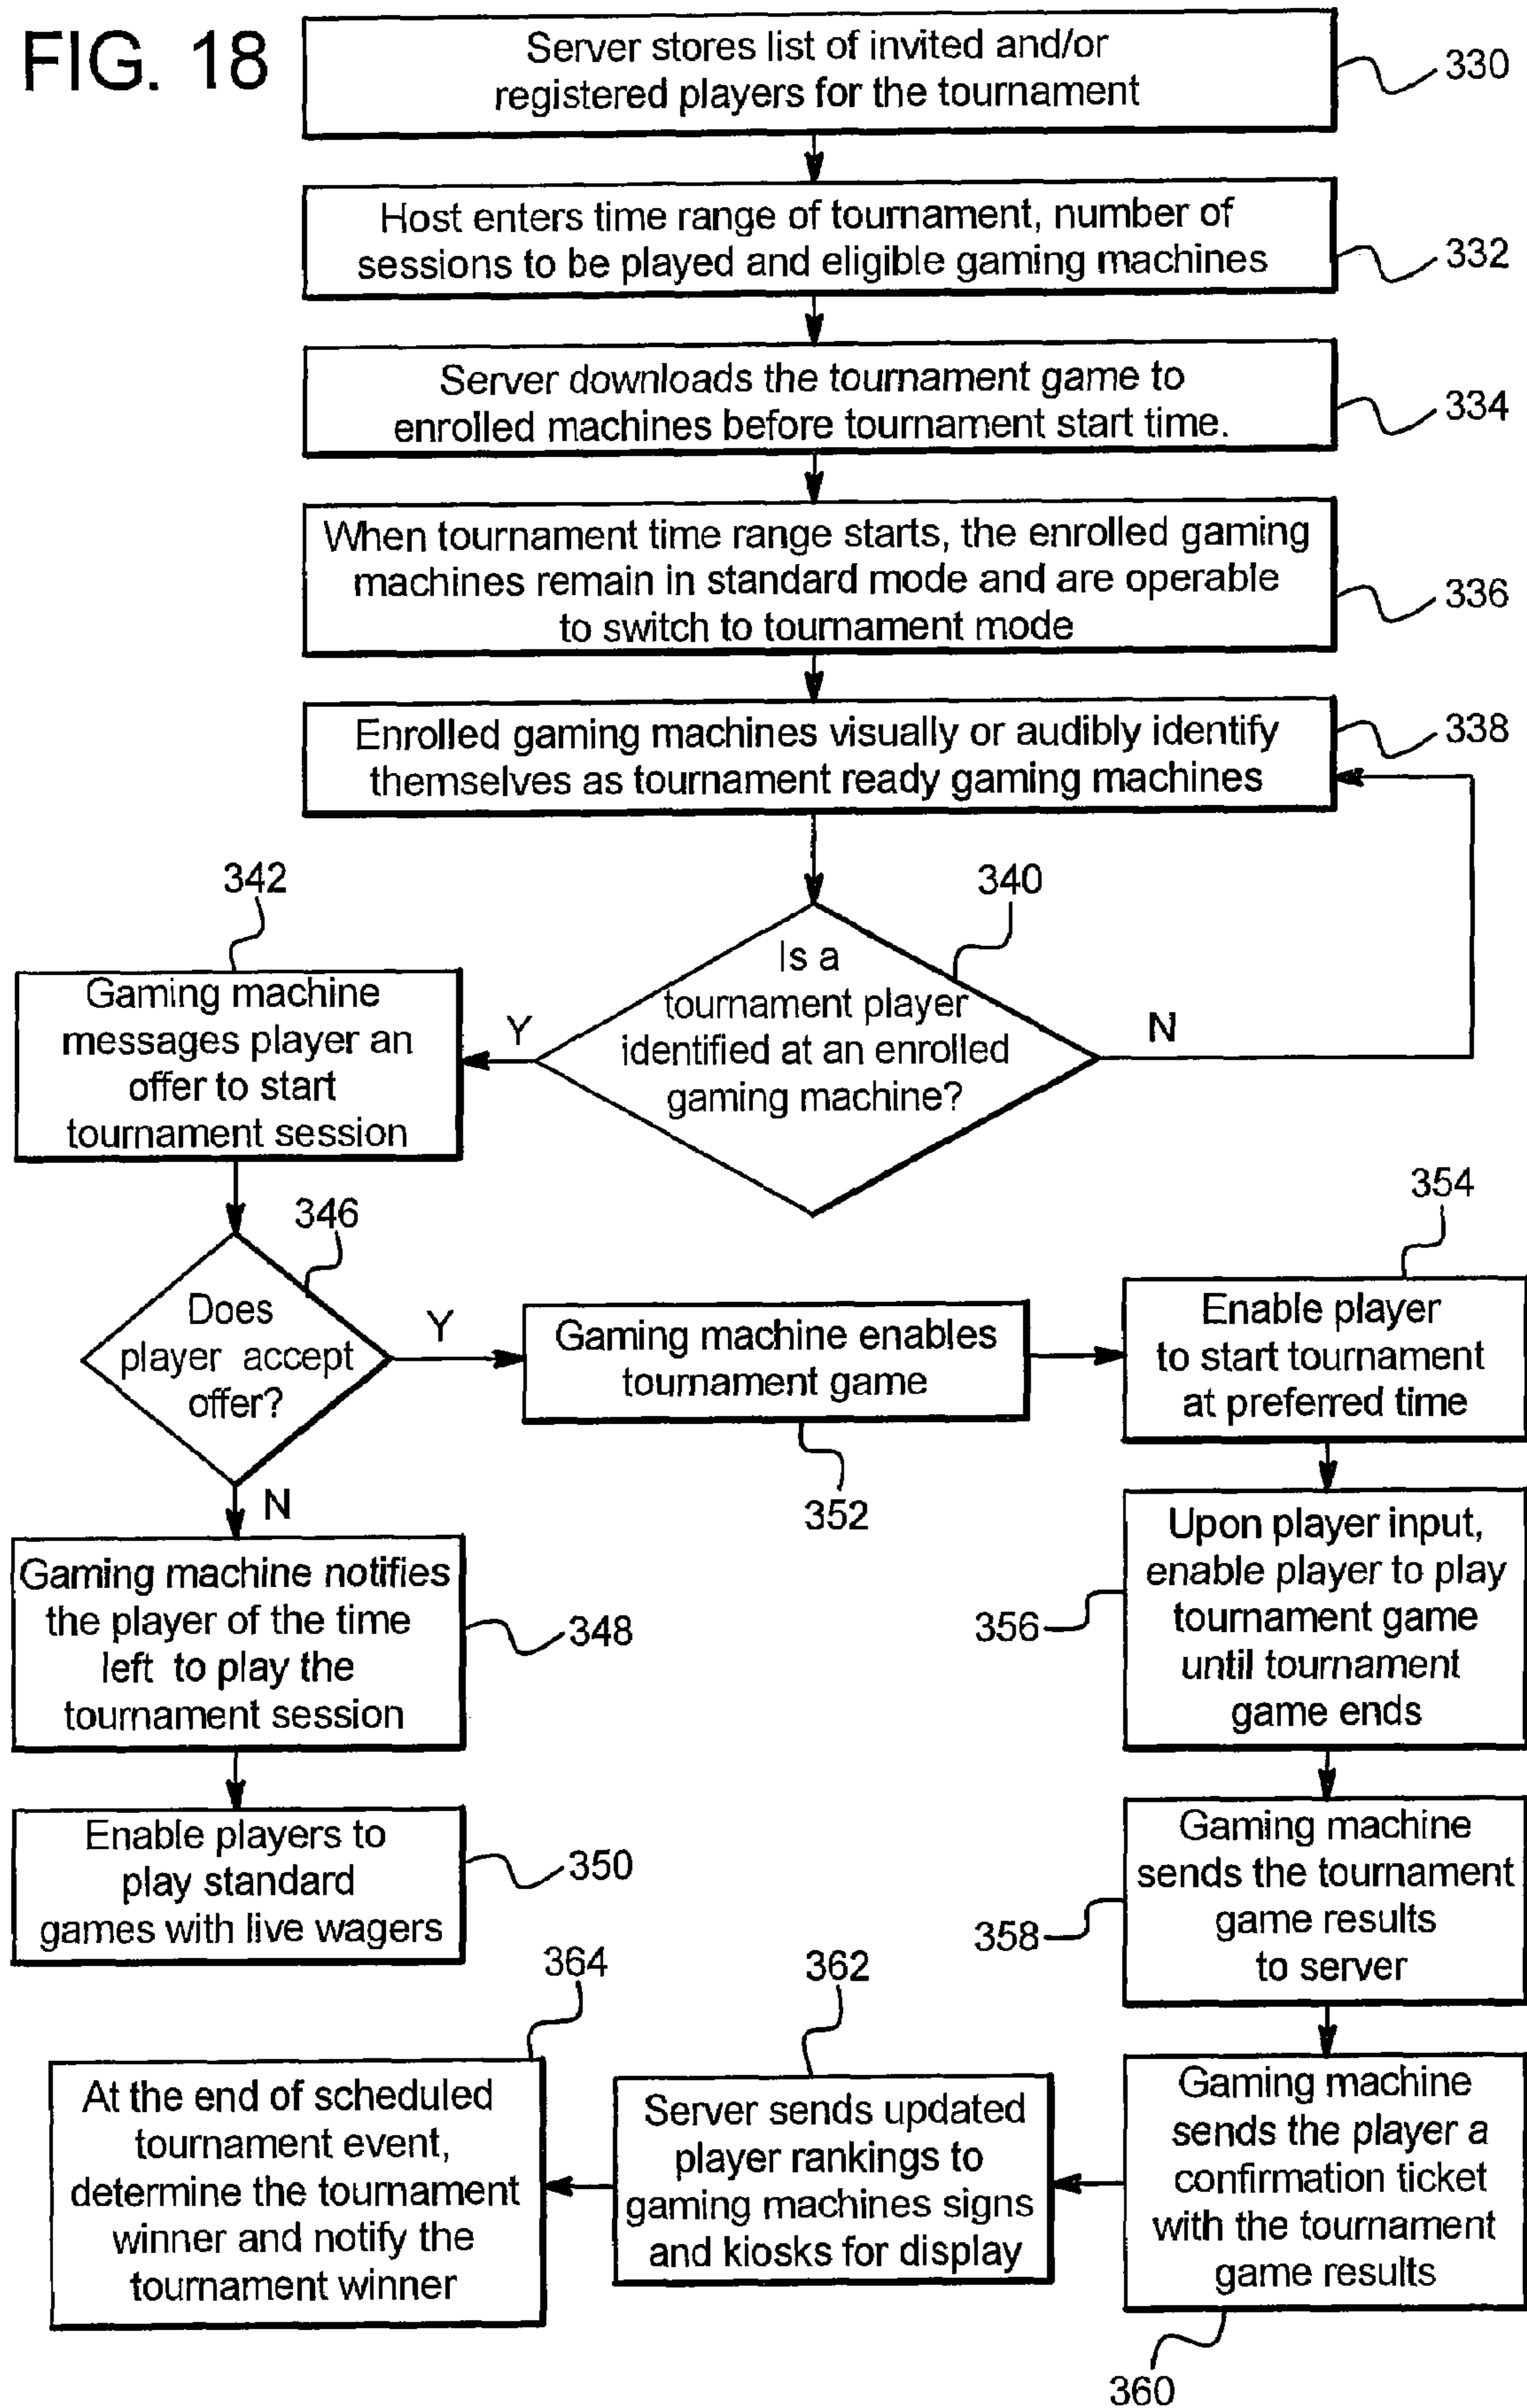 FIG. 18
Server stores list of invited and/or
registered players for the tournament
330
Host enters time range of tournament, number of
sessions to be played and eligible gaming machines
332
Server downloads the tournament game to
enrolled machines before tournament start time.
334
When tournament time range starts, the enrolled gaming
machines remain in standard mode and are operable
to switch to tournament mode
336
Enrolled gaming machines visually or audibly identify
themselves as tournament ready gaming machines
338
340
Is a
tournament player
identified at an enrolled
gaming machine?
N
Y
342
Gaming machine
messages player an
offer to start
tournament session
346
Does
player accept
offer?
Y
N
Gaming machine notifies
the player of the time
left to play the
tournament session
348
Enable players to
play standard
games with live wagers
350
Gaming machine enables
tournament game
352
354
Enable player
to start tournament
at preferred time
Upon player input,
enable player to play
tournament game
until tournament
game ends
356
Gaming machine
sends the tournament
game results
to server
358
Gaming machine
sends the player a
confirmation ticket
with the tournament
game results
360
362
Server sends updated
player rankings to
gaming machines signs
and kiosks for display
364
At the end of scheduled
tournament event,
determine the tournament
winner and notify the
tournament winner